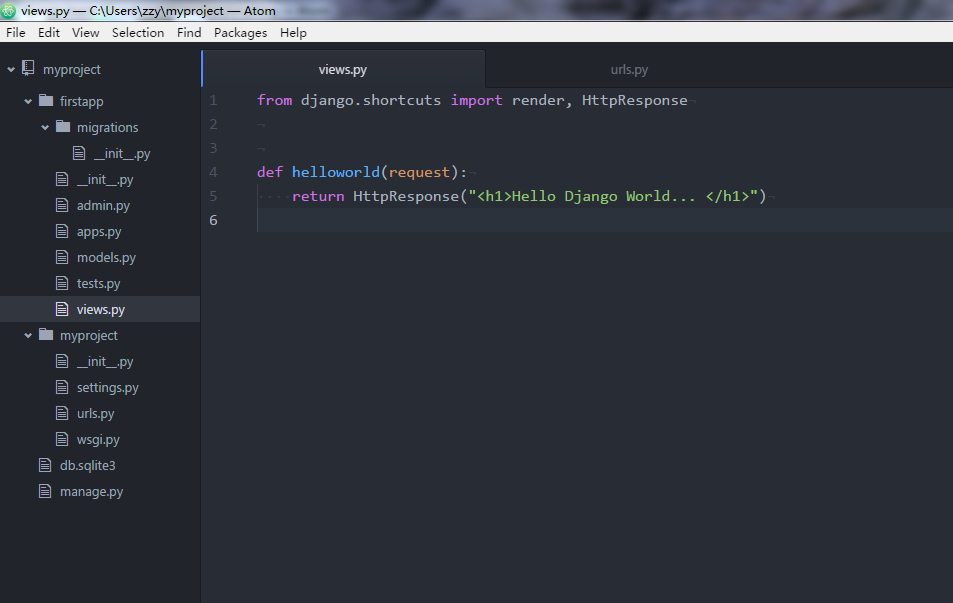 views.py — C:\Users\zzy\myproject — Atom
File Edit View Selection Find Packages Help
myproject
firstapp
migrations
__init__.py
__init__.py
admin.py
apps.py
models.py
tests.py
views.py
myproject
__init__.py
settings.py
urls.py
wsgi.py
db.sqlite3
manage.py
views.py urls.py
1 from django.shortcuts import render, HttpResponse
2
3
4 def helloworld(request):
5 return HttpResponse("<h1>Hello Django World... </h1>")
6